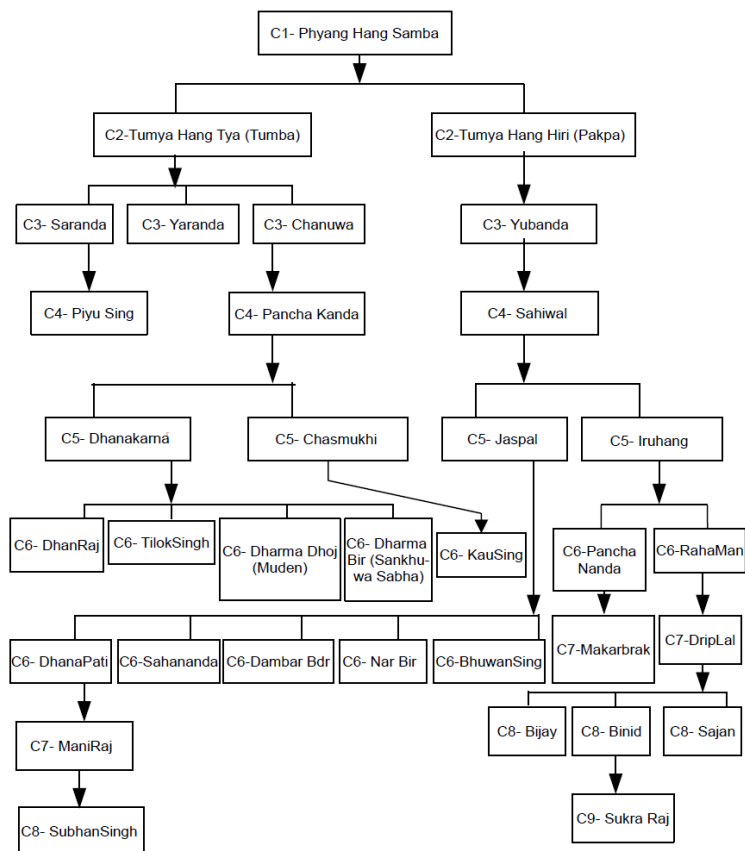 C1- Phyang Hang Samba
C2-Tumya Hang Tya (Tumba)
C2-Tumya Hang Hiri (Pakpa)
C3- Saranda
C3- Yaranda
C3- Chanuwa
C3- Yubanda
C4- Piyu Sing
C4- Pancha Kanda
C4- Sahiwal
C5- Dhanakarná
C5- Chasmukhi
C5- Jaspal
C5- Iruhang
C6- DhanRaj
C6- TilokSingh
C6- Dharma Dhoj
(Muden)
C6- Dharma
Bir (Sankhu-
wa Sabha)
C6- KauSing
C6-Pancha
Nanda
C6-RahaMan
C6- DhanaPati
C6-Sahananda
C6-Dambar Bdr
C6- Nar Bir
C6-BhuwanSing
C7-Makarbrak
C7-DripLal
C7- ManiRaj
C8- Bijay
C8- Binid
C8- Sajan
C8- SubhanSingh
C9- Sukra Raj